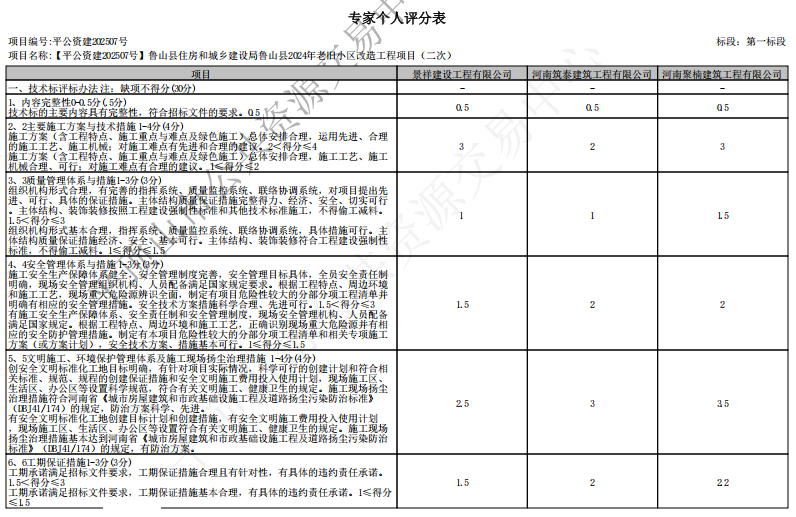 专家个人评分表
项目编号:平公资建202507号
标段:第一标段
项目名称:【平公资建202507号】鲁山县住房和城乡建设局鲁山县2024年老旧小区改造工程项目(二次)
项目 景祥建设工程有限公司 河南筑泰建筑工程有限公司 河南聚楠建筑工程有限公司
一、技术标评标办法 注:缺项不得分(30分) - - -
1、内容完整性0-0.5分(.5分)
技术标的主要内容具有完整性,符合招标文件的要求。0.5
0.5 0.5 0.5
2、2主要施工方案与技术措施 1-4分(4分)
施工方案(含工程特点、施工重点与难点及绿色施工)总体安排合理,运用先进、合理
的施工工艺、施工机械;对施工难点有先进和合理的建议。2<得分≤4
施工方案(含工程特点、施工重点与难点及绿色施工)总体安排合理,施工工艺、施工
机械合理、可行;对施工难点有合理的建议。1≤得分≤2
3 2 3
3、3质量管理体系与措施1-3分(3分)
组织机构形式合理,有完善的指挥系统、质量监控系统、联络协调系统,对项目提出先
进、可行、具体的保证措施。主体结构质量保证措施完整得力、经济、安全、切实可行
。主体结构、装饰装修按照工程建设强制性标准和其他技术标准施工,不得偷工减料。
1.5<得分≤3
组织机构形式基本合理,指挥系统、质量监控系统、联络协调系统,具体措施可行。主
体结构质量保证措施经济、安全、基本可行。主体结构、装饰装修符合工程建设强制性
标准,不得偷工减料。1≤得分≤1.5
1 1 1.5
4、4安全管理体系与措施1-3分(3分)
施工安全生产保障体系健全、安全管理制度完善,安全管理目标具体,全员安全责任制
明确,现场安全管理组织机构、人员配备满足国家规定要求。根据工程特点、周边环境
和施工工艺,现场重大危险源辨识全面,制定有项目危险性较大的分部分项工程清单并
明确有相应的安全管理措施。安全技术方案措施科学合理、先进可行。1.5<得分≤3
有施工安全生产保障体系、安全责任制和安全管理制度,现场安全管理机构、人员配备
满足国家规定。根据工程特点、周边环境和施工工艺,正确识别现场重大危险源并有相
应的安全防护管理措施。制定有本项目危险性较大的分部分项工程清单和相关专项施工
方案(或方案计划),安全技术方案、措施基本可行。1≤得分≤1.5
1.5 2 2
5、5文明施工、环境保护管理体系及施工现场扬尘治理措施 1-4分(4分)
创安全文明标准化工地目标明确,有针对项目实际情况,科学可行的创建计划和符合相
关标准、规范、规程的创建保证措施和安全文明施工费用投入使用计划,现场施工区、
生活区、办公区等设置科学规范,符合有关文明施工、健康卫生的规定。施工现场扬尘
治理措施符合河南省《城市房屋建筑和市政基础设施工程及道路扬尘污染防治标准》
(DBJ41/174)的规定,防治方案科学、先进。
有安全文明标准化工地创建目标计划和创建措施,有安全文明施工费用投入使用计划
,现场施工区、生活区、办公区等设置符合有关文明施工、健康卫生的规定。施工现场
扬尘治理措施基本达到河南省《城市房屋建筑和市政基础设施工程及道路扬尘污染防治
标准》(DBJ41/174)的规定,有防治方案。
2.5 3 3.5
6、6工期保证措施1-3分(3分)
工期承诺满足招标文件要求,工期保证措施合理且有针对性,有具体的违约责任承诺。
1.5<得分≤3
工期承诺满足招标文件要求,工期保证措施基本合理,有具体的违约责任承诺。1≤得分
≤1.5
1.5 2 2.2